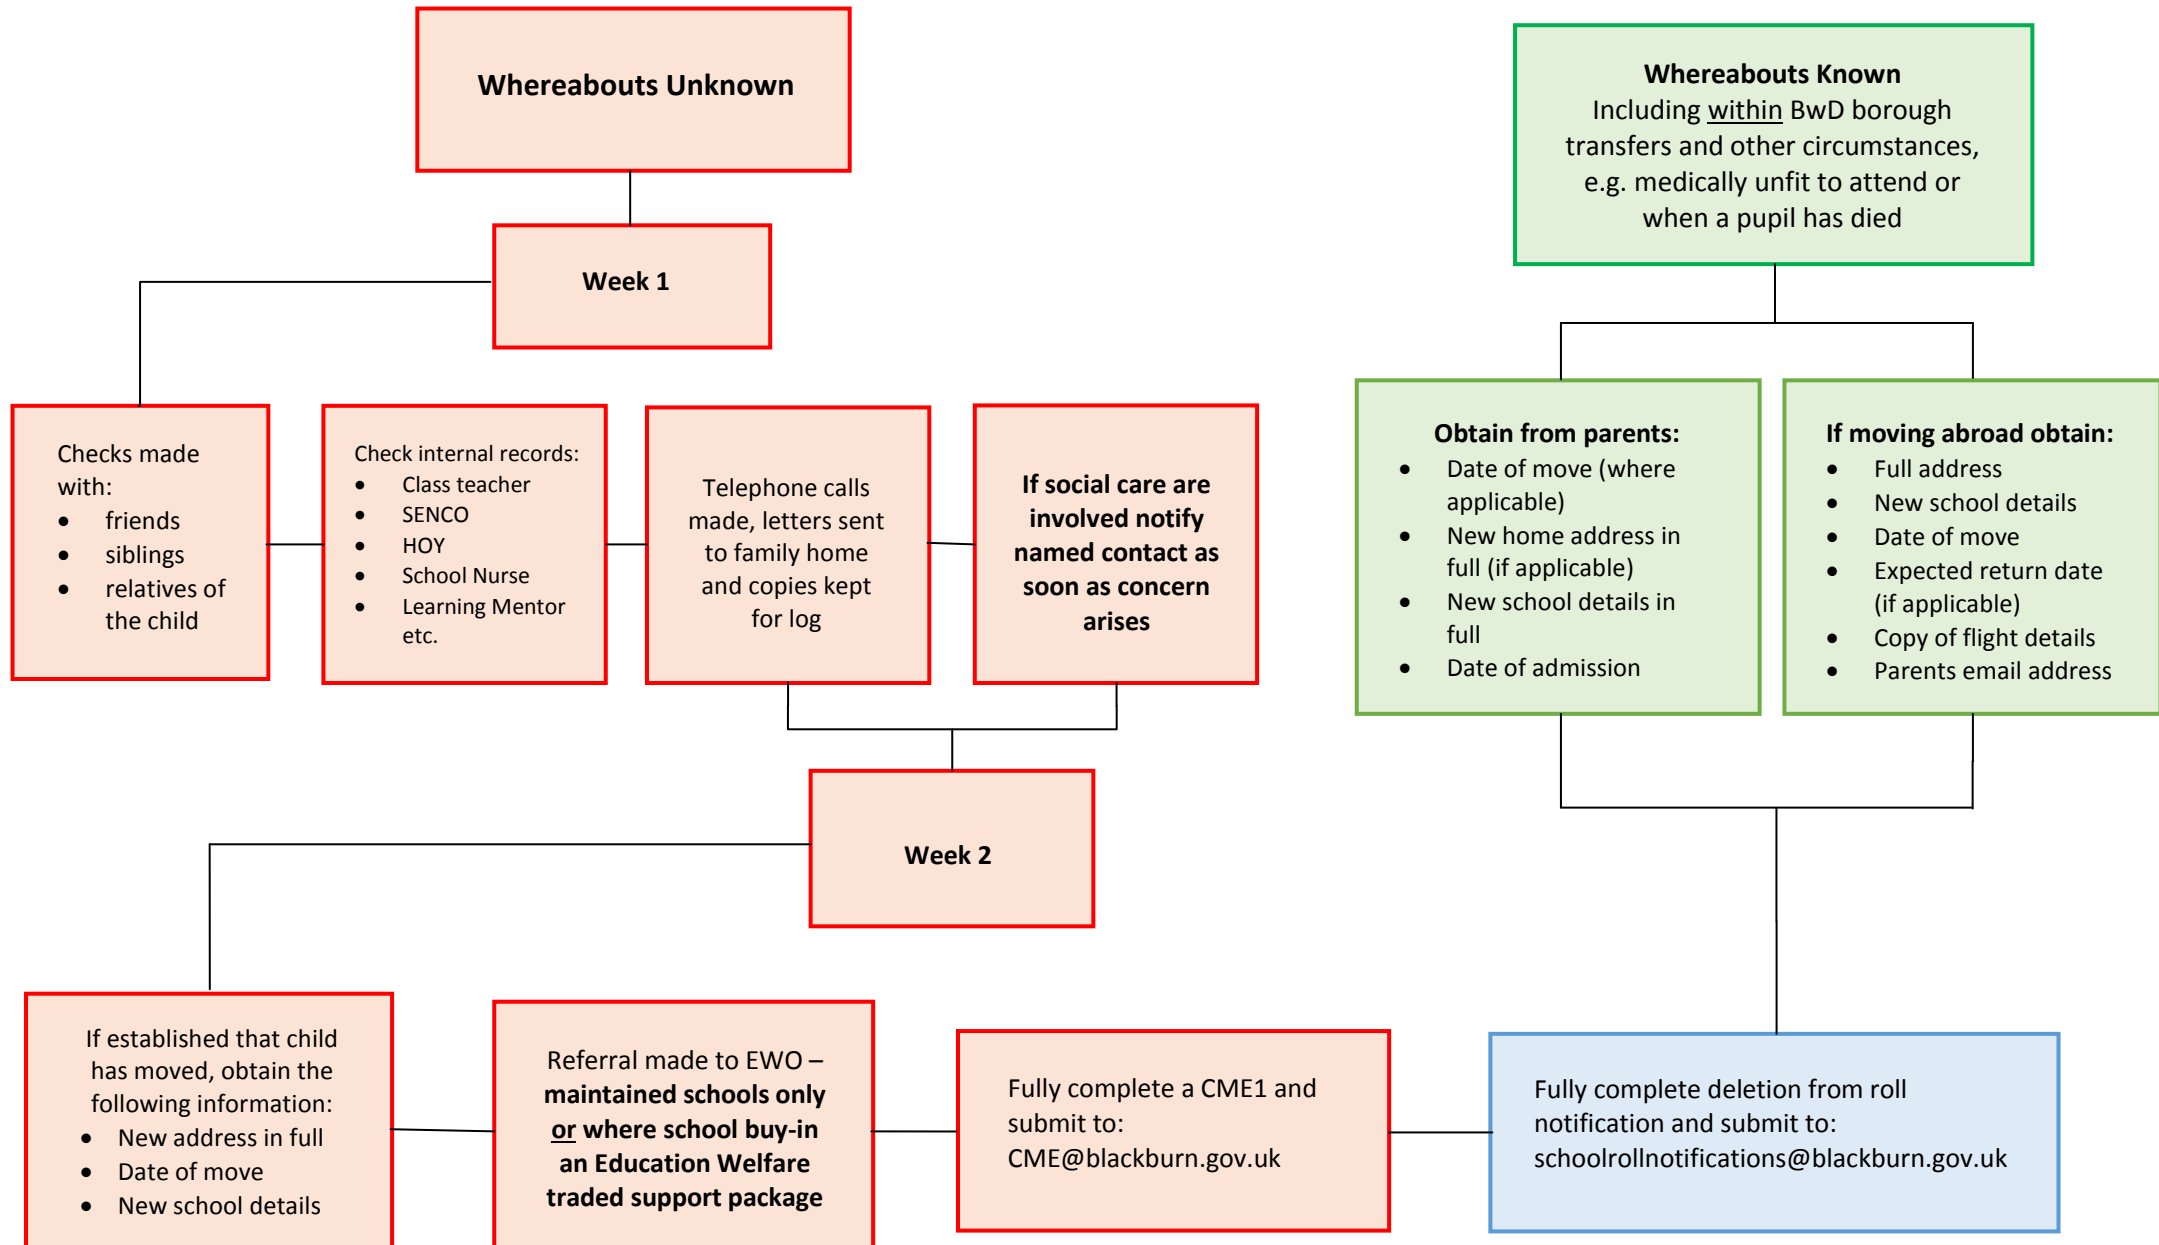 Whereabouts Unknown
Week 1
Checks made
with:
• friends
• siblings
• relatives of
the child
Check internal records:
• Class teacher
• SENCO
• HOY
• School Nurse
• Learning Mentor
etc.
Telephone calls
made, letters sent
to family home
and copies kept
for log
If social care are
involved notify
named contact as
soon as concern
arises
Week 2
If established that child
has moved, obtain the
following information:
• New address in full
• Date of move
• New school details
Referral made to EWO –
maintained schools only
or where school buy-in
an Education Welfare
traded support package
Fully complete a CME1 and
submit to:
CME@blackburn.gov.uk
Whereabouts Known
Including within BwD borough
transfers and other circumstances,
e.g. medically unfit to attend or
when a pupil has died
Obtain from parents:
• Date of move (where
applicable)
• New home address in
full (if applicable)
• New school details in
full
• Date of admission
If moving abroad obtain:
• Full address
• New school details
• Date of move
• Expected return date
(if applicable)
• Copy of flight details
• Parents email address
Fully complete deletion from roll
notification and submit to:
schoolrollnotifications@blackburn.gov.uk